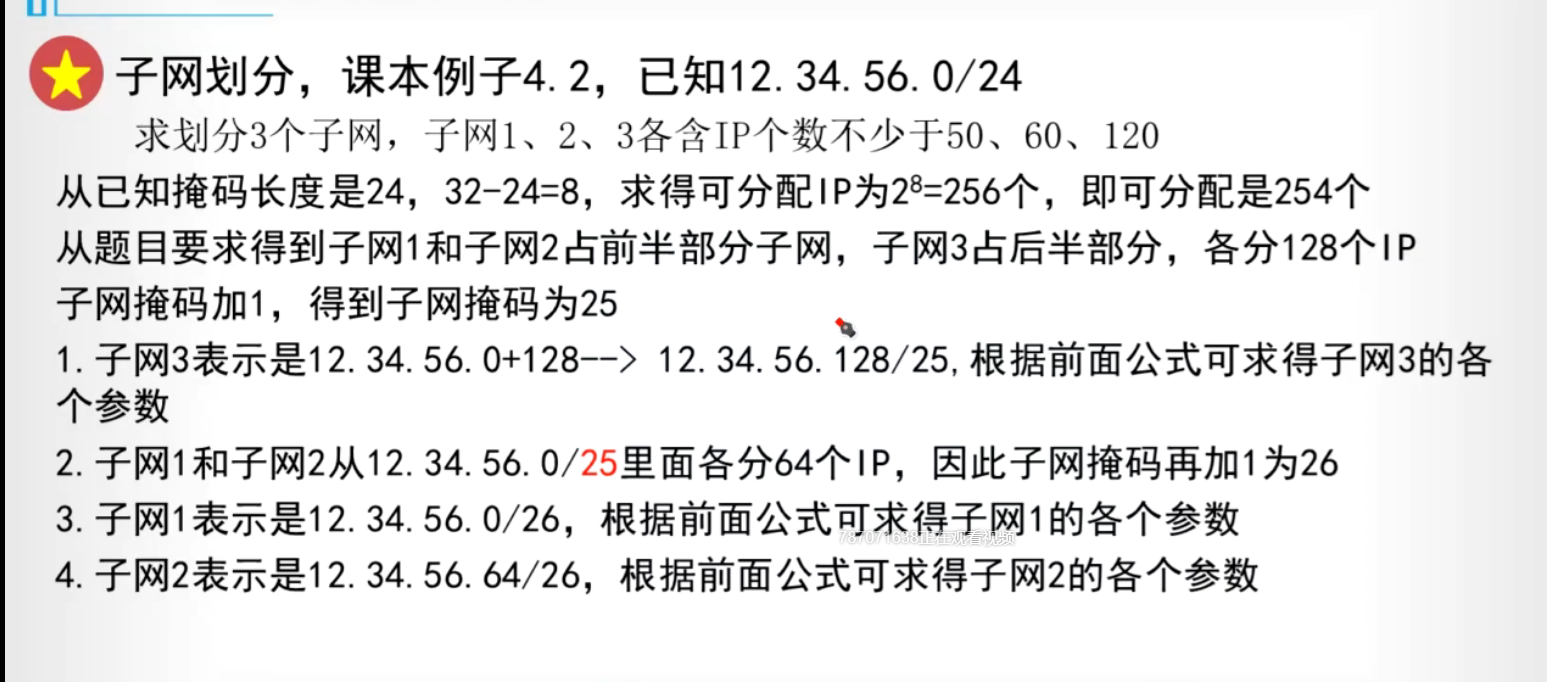 子网划分，课本例子4.2，已知12.34.56.0/24
求划分3个子网，子网1、2、3各含IP个数不少于50、60、120
从已知掩码长度是24，32-24=8，求得可分配IP为2⁸=256个，即可分配是254个
从题目要求得到子网1和子网2占前半部分子网，子网3占后半部分，各分128个IP
子网掩码加1，得到子网掩码为25
1.子网3表示是12.34.56.0+128--> 12.34.56.128/25,根据前面公式可求得子网3的各
个参数
2.子网1和子网2从12.34.56.0/25里面各分64个IP，因此子网掩码再加1为26
3.子网1表示是12.34.56.0/26，根据前面公式可求得子网1的各个参数
787071638正在观看视频
4.子网2表示是12.34.56.64/26，根据前面公式可求得子网2的各个参数